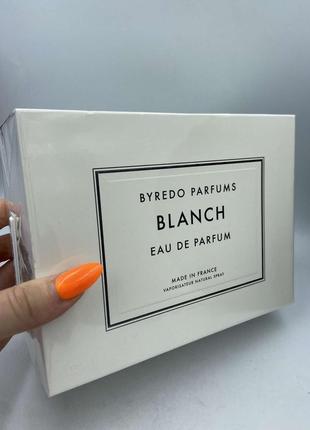 BYREDO PARFUMS
BLANCH
EAU DE PARFUM
MADE IN FRANCE
VAPORISATEUR NATURAL SPRAY